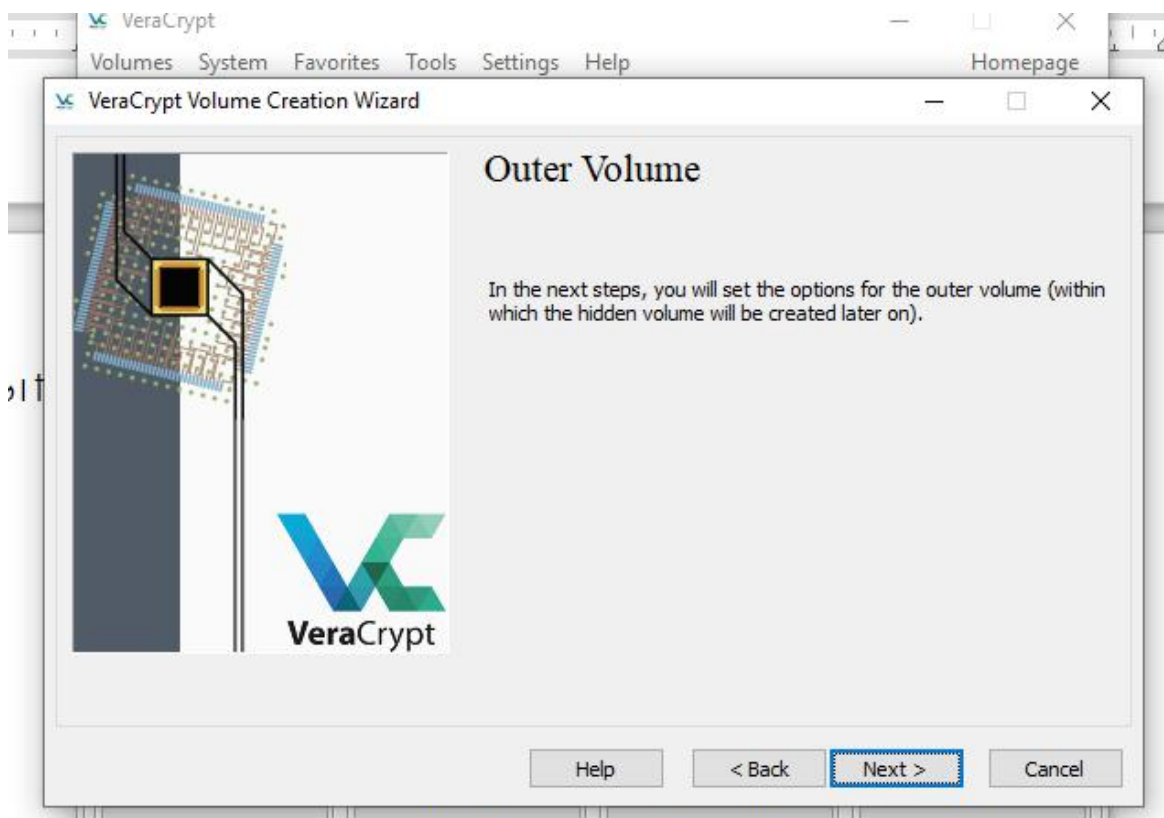 VeraCrypt
Volumes System Favorites Tools Settings Help Homepage
VeraCrypt Volume Creation Wizard
Outer Volume
In the next steps, you will set the options for the outer volume (within
which the hidden volume will be created later on).
VeraCrypt
Help < Back Next > Cancel